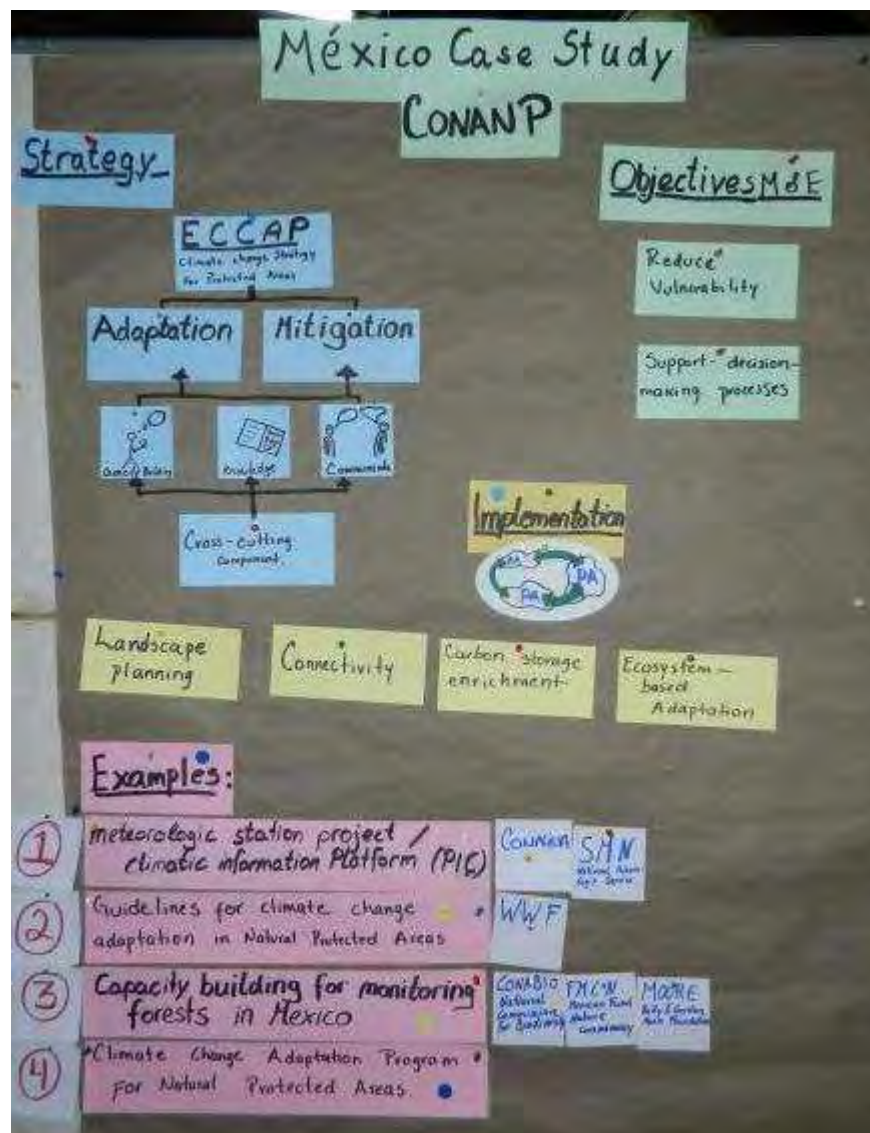 México Case Study
CONANP
Strategy
Objectives M&E
ECCAP
Climate change Strategy
For Protected Areas
Reduce
Vulnerability
Adaptation
Mitigation
Support-decision-
making processes
Capacity Building
Knowledge
Communicate
Implementation
Cross-cutting
component.
PA
PA
PA
Landscape
planning
Connectivity
Carbon storage
enrichment
Ecosystem-
based
Adaptation
Examples:
1
meteorologic station project /
climatic information Platform (PIC)
SMN
2
Guidelines for climate change
adaptation in Natural Protected Areas
WWF
3
Capacity building for monitoring
forests in Mexico
CONABIO
National
Commission
for Biodiversity
FMCN
Mexican Fund
Nature
Conservancy
MOORE
4
Climate Change Adaptation Program
For Natural Protected Areas.